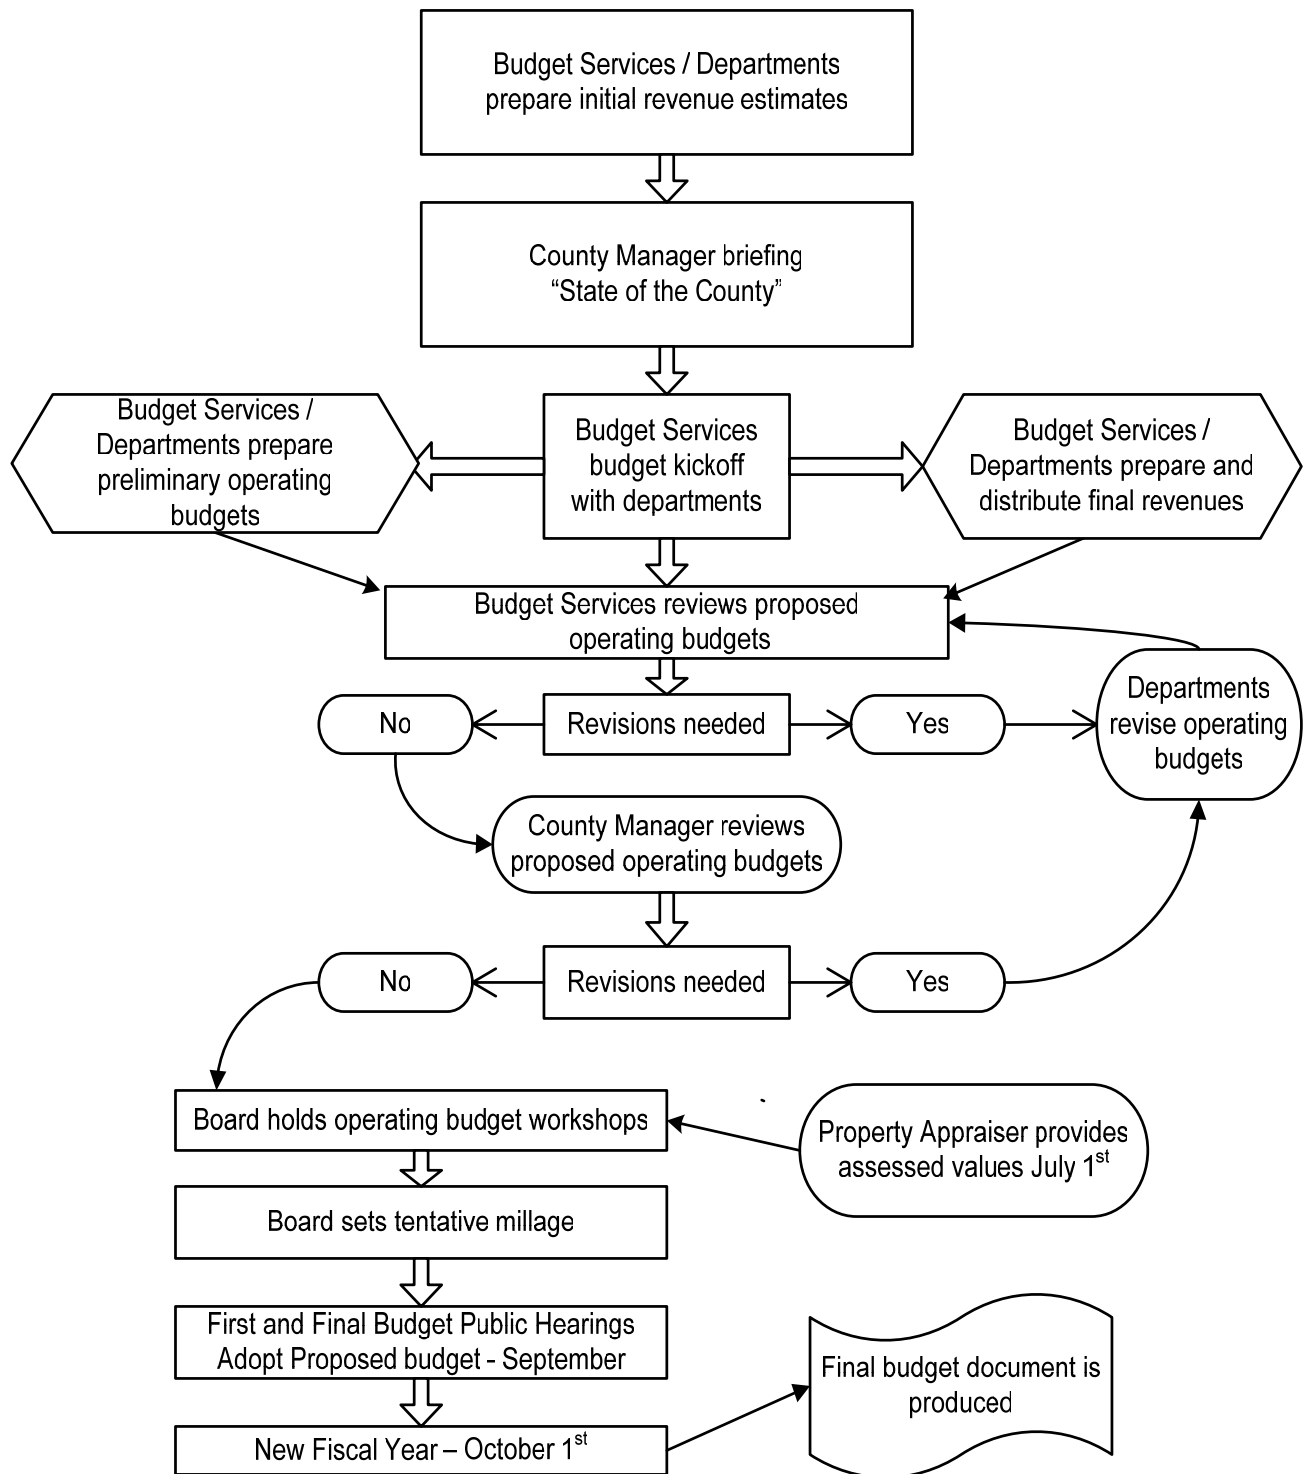 Budget Services / Departments
prepare initial revenue estimates
County Manager briefing
“State of the County”
Budget Services /
Departments prepare
preliminary operating
budgets
Budget Services
budget kickoff
with departments
Budget Services /
Departments prepare and
distribute final revenues
Budget Services reviews proposed
operating budgets
No
Revisions needed
Yes
Departments
revise operating
budgets
County Manager reviews
proposed operating budgets
No
Revisions needed
Yes
Board holds operating budget workshops
Property Appraiser provides
assessed values July 1st
Board sets tentative millage
First and Final Budget Public Hearings
Adopt Proposed budget - September
Final budget document is
produced
New Fiscal Year – October 1st